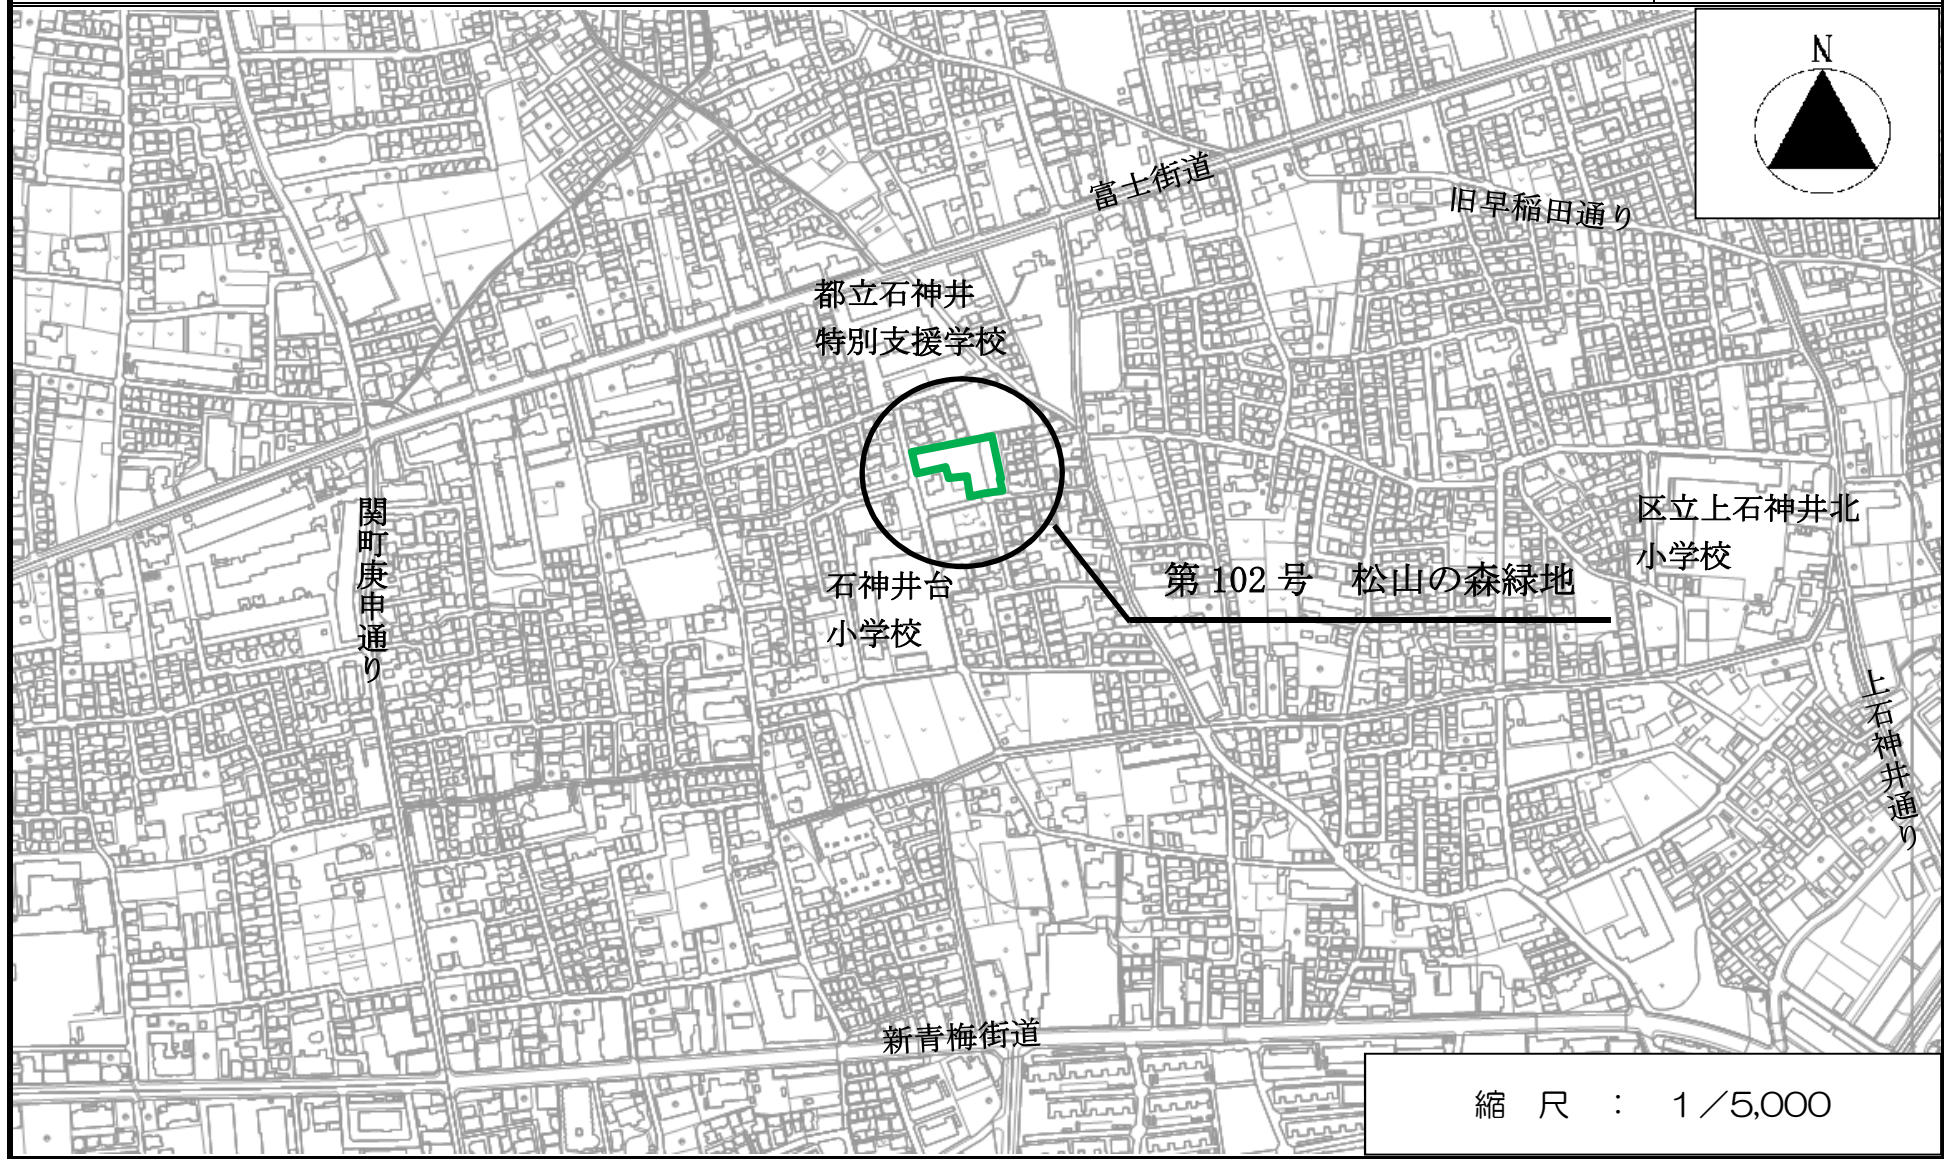 N
富士街道
旧早稲田通り
都立石神井
特別支援学校
関町庚申通り
区立上石神井北
小学校
第 102 号　松山の森緑地
石神井台
小学校
上石神井通り
新青梅街道
縮　尺　：　1／5,000